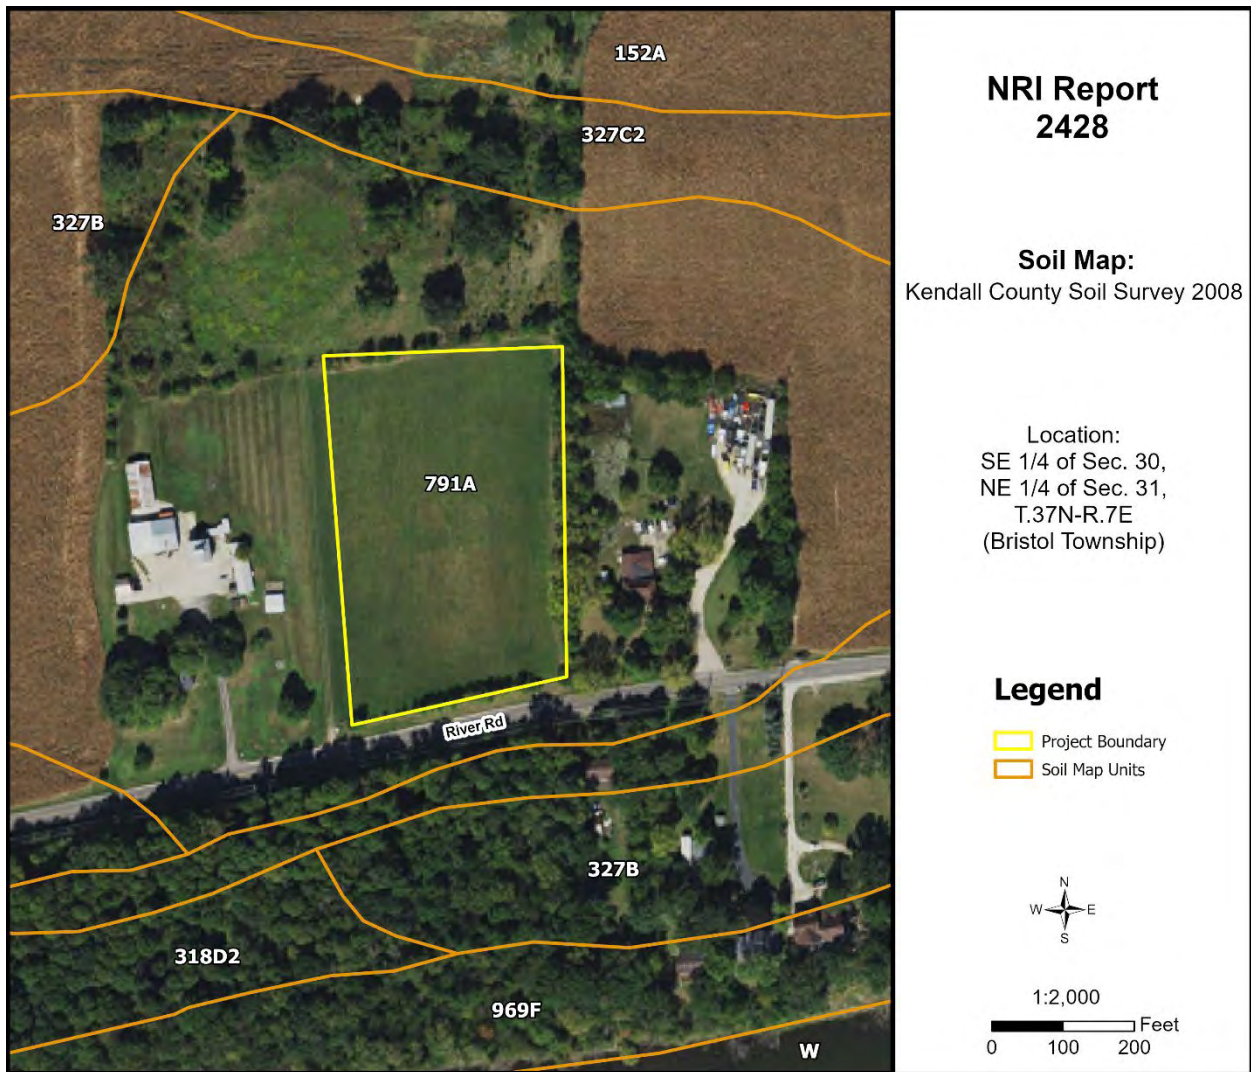 152A
327C2
327B
791A
River Rd
327B
318D2
969F
W
NRI Report
2428
Soil Map:
Kendall County Soil Survey 2008
Location:
SE 1/4 of Sec. 30,
NE 1/4 of Sec. 31,
T.37N-R.7E
(Bristol Township)
Legend
Project Boundary
Soil Map Units
N
W E
S
1:2,000
Feet
0 100 200